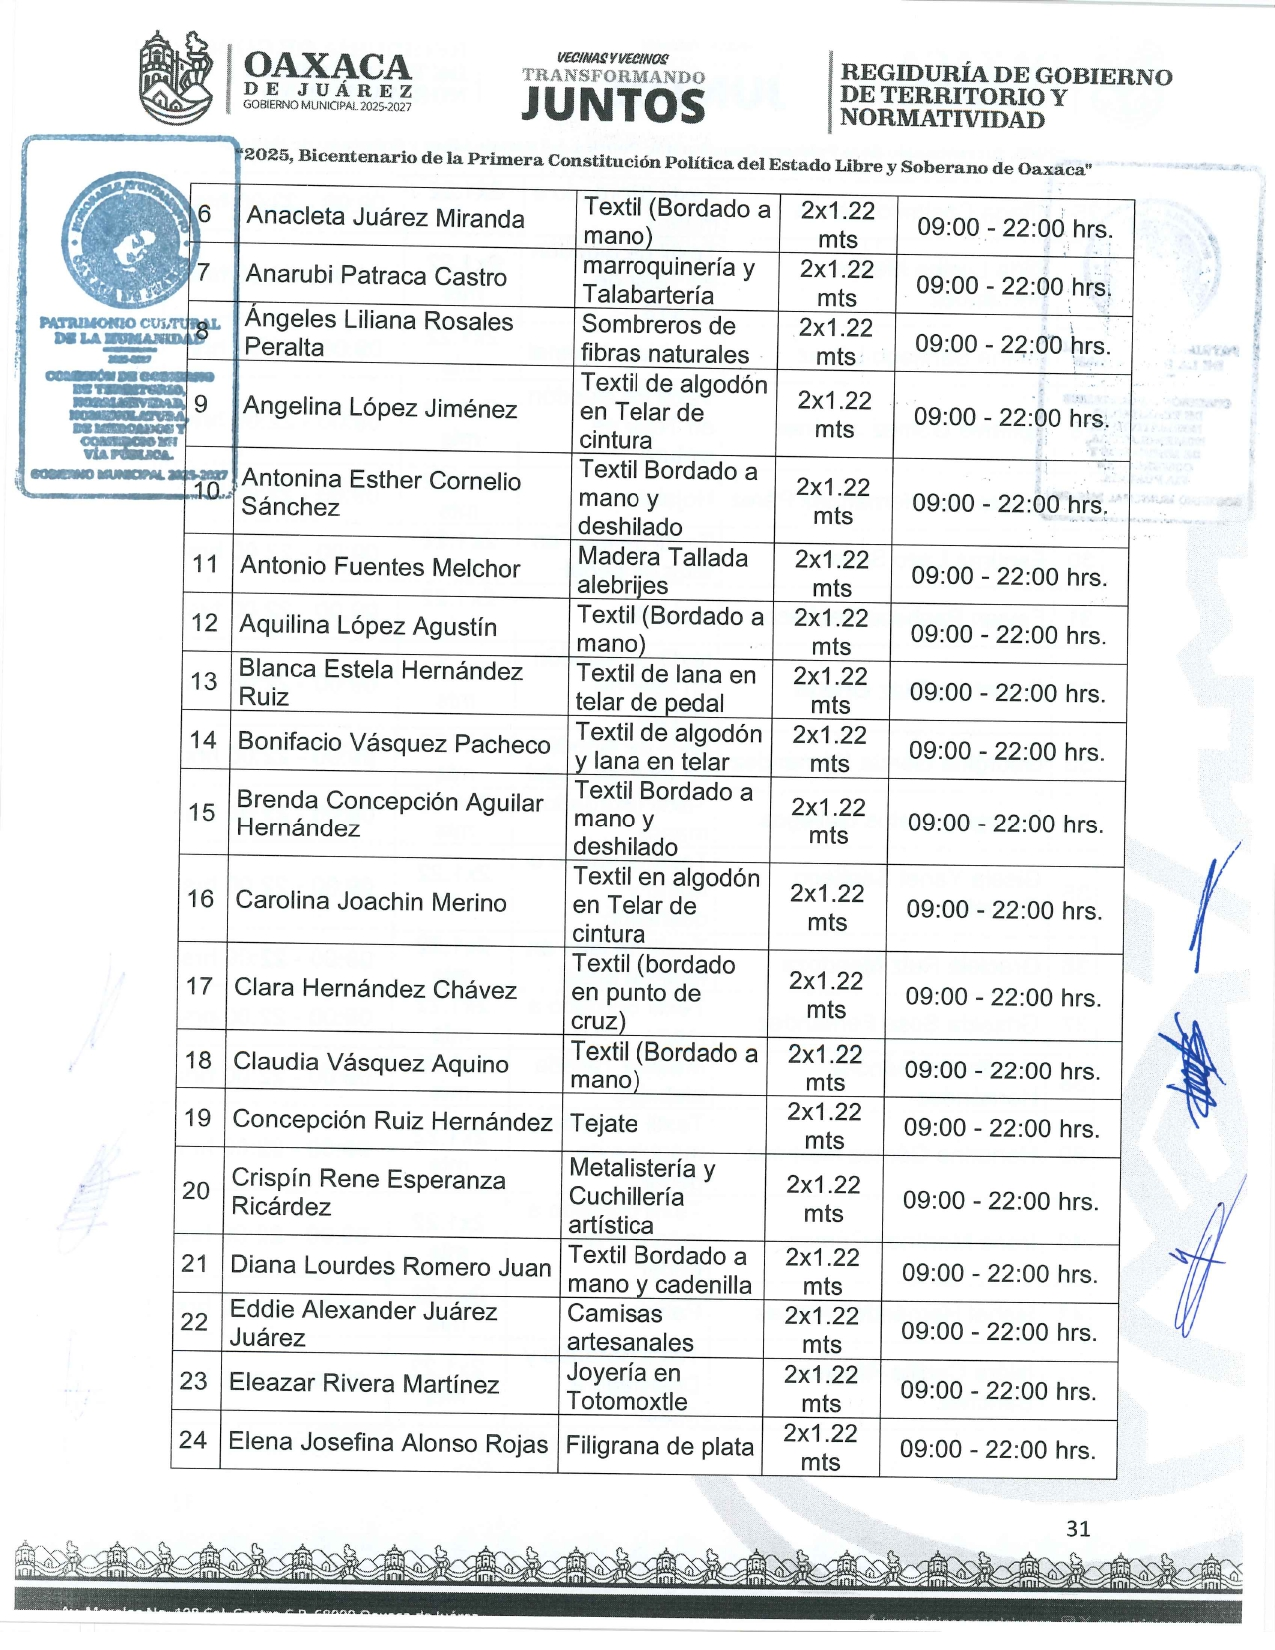 OAXACA
DE JUÁREZ
GOBIERNO MUNICIPAL 2025-2027
VECINAS Y VECINOS
TRANSFORMANDO
JUNTOS
REGIDURÍA DE GOBIERNO
DE TERRITORIO Y
NORMATIVIDAD
"2025, Bicentenario de la Primera Constitución Política del Estado Libre y Soberano de Oaxaca"
PATRIMONIO CULTURAL
DE LA HUMANIDAD
2025-2027
COMISIÓN DE GOBIERNO
DE TERRITORIO,
NORMATIVIDAD,
NOMENCLATURA,
DE MERCADOS Y
COMERCIO EN
VÍA PÚBLICA.
GOBIERNO MUNICIPAL 2025-2027
6 Anacleta Juárez Miranda Textil (Bordado a mano) 2x1.22 mts 09:00 - 22:00 hrs.
7 Anarubi Patraca Castro marroquinería y Talabartería 2x1.22 mts 09:00 - 22:00 hrs.
8 Ángeles Liliana Rosales Peralta Sombreros de fibras naturales 2x1.22 mts 09:00 - 22:00 hrs.
9 Angelina López Jiménez Textil de algodón en Telar de cintura 2x1.22 mts 09:00 - 22:00 hrs.
10 Antonina Esther Cornelio Sánchez Textil Bordado a mano y deshilado 2x1.22 mts 09:00 - 22:00 hrs.
11 Antonio Fuentes Melchor Madera Tallada alebrijes 2x1.22 mts 09:00 - 22:00 hrs.
12 Aquilina López Agustín Textil (Bordado a mano) 2x1.22 mts 09:00 - 22:00 hrs.
13 Blanca Estela Hernández Ruiz Textil de lana en telar de pedal 2x1.22 mts 09:00 - 22:00 hrs.
14 Bonifacio Vásquez Pacheco Textil de algodón y lana en telar 2x1.22 mts 09:00 - 22:00 hrs.
15 Brenda Concepción Aguilar Hernández Textil Bordado a mano y deshilado 2x1.22 mts 09:00 - 22:00 hrs.
16 Carolina Joachin Merino Textil en algodón en Telar de cintura 2x1.22 mts 09:00 - 22:00 hrs.
17 Clara Hernández Chávez Textil (bordado en punto de cruz) 2x1.22 mts 09:00 - 22:00 hrs.
18 Claudia Vásquez Aquino Textil (Bordado a mano) 2x1.22 mts 09:00 - 22:00 hrs.
19 Concepción Ruiz Hernández Tejate 2x1.22 mts 09:00 - 22:00 hrs.
20 Crispín Rene Esperanza Ricárdez Metalistería y Cuchillería artística 2x1.22 mts 09:00 - 22:00 hrs.
21 Diana Lourdes Romero Juan Textil Bordado a mano y cadenilla 2x1.22 mts 09:00 - 22:00 hrs.
22 Eddie Alexander Juárez Juárez Camisas artesanales 2x1.22 mts 09:00 - 22:00 hrs.
23 Eleazar Rivera Martínez Joyería en Totomoxtle 2x1.22 mts 09:00 - 22:00 hrs.
24 Elena Josefina Alonso Rojas Filigrana de plata 2x1.22 mts 09:00 - 22:00 hrs.
31